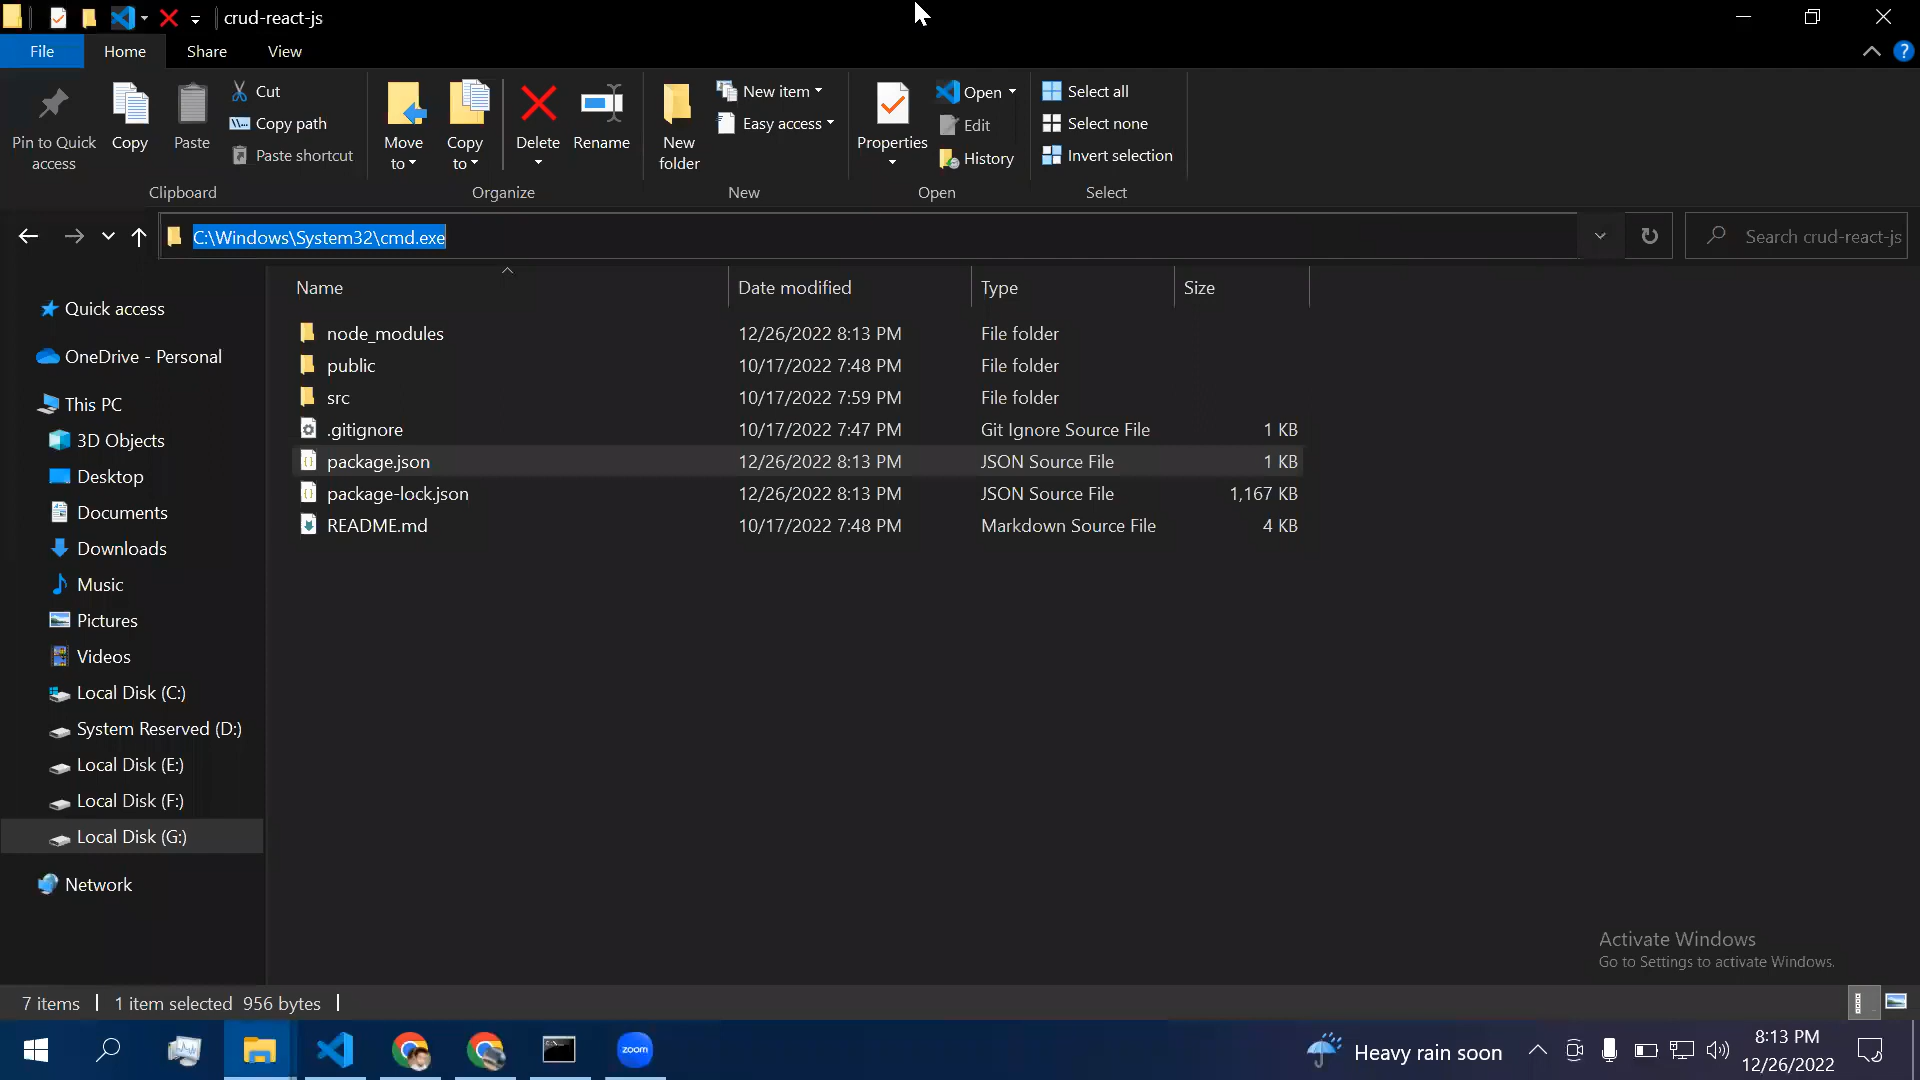 crud-react-js
File Home Share View
Pin to Quick access
Copy
Paste
Cut
Copy path
Paste shortcut
Move to
Copy to
Delete
Rename
New folder
New item
Easy access
Properties
Open
Edit
History
Select all
Select none
Invert selection
Clipboard Organize New Open Select
C:\Windows\System32\cmd.exe
Search crud-react-js
Name Date modified Type Size
node_modules 12/26/2022 8:13 PM File folder
public 10/17/2022 7:48 PM File folder
src 10/17/2022 7:59 PM File folder
.gitignore 10/17/2022 7:47 PM Git Ignore Source File 1 KB
package.json 12/26/2022 8:13 PM JSON Source File 1 KB
package-lock.json 12/26/2022 8:13 PM JSON Source File 1,167 KB
README.md 10/17/2022 7:48 PM Markdown Source File 4 KB
Quick access
OneDrive - Personal
This PC
3D Objects
Desktop
Documents
Downloads
Music
Pictures
Videos
Local Disk (C:)
System Reserved (D:)
Local Disk (E:)
Local Disk (F:)
Local Disk (G:)
Network
Activate Windows
Go to Settings to activate Windows.
7 items 1 item selected 956 bytes
zoom
Heavy rain soon
8:13 PM
12/26/2022